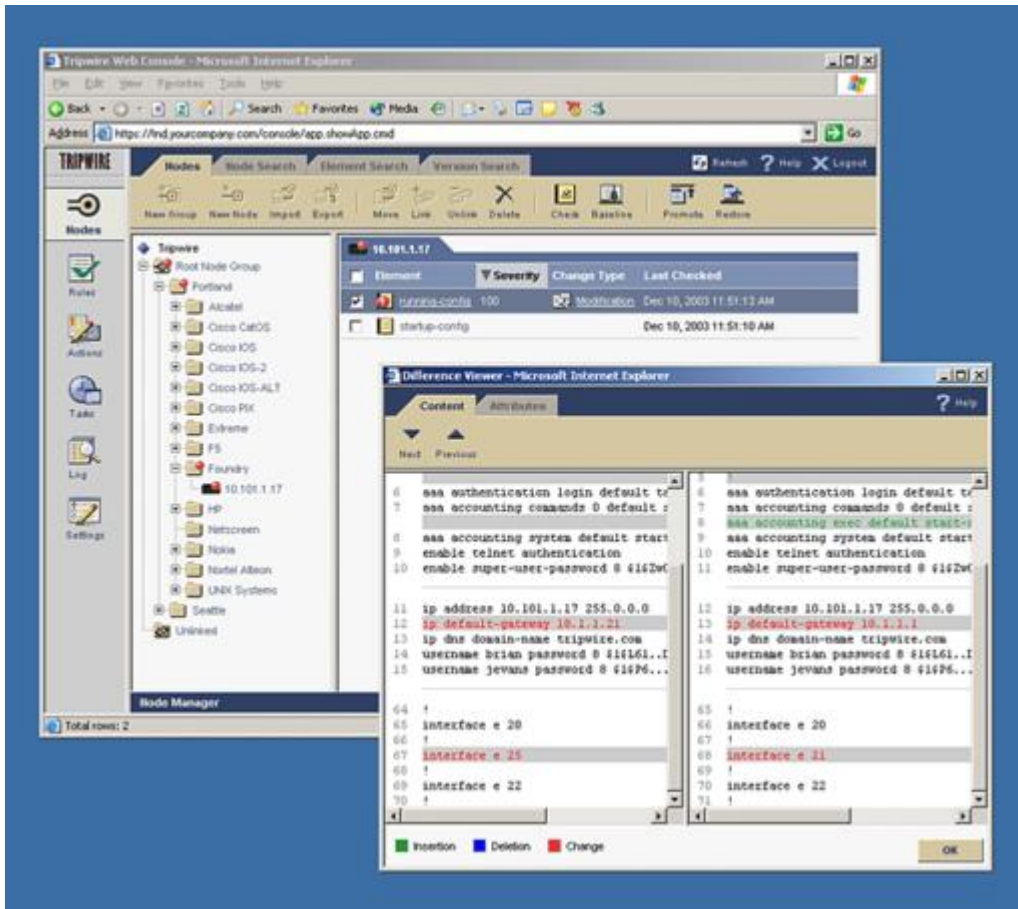 Tripwire Web Console - Microsoft Internet Explorer
File Edit View Favorites Tools Help
Back Search Favorites Media
Address https://lnd.yourcompany.com/console/app.showApp.cmd Go
TRIPWIRE Nodes Node Search Element Search Version Search Refresh Help Logout
New Group New Node Import Export Move Link Unlink Delete Check Baseline Promote Restore
Nodes
Rules
Actions
Tasks
Log
Settings
Tripwire
Root Node Group
Portland
Alcatel
Cisco CatOS
Cisco IOS
Cisco IOS-2
Cisco IOS-ALT
Cisco PIX
Extreme
F5
Foundry
10.101.1.17
HP
Netscreen
Nokia
Nortel Alteon
UNIX Systems
Seattle
Unlinked
10.101.1.17
Element Severity Change Type Last Checked
running-config 100 Modification Dec 10, 2003 11:51:13 AM
startup-config Dec 10, 2003 11:51:10 AM
Node Manager
Total rows: 2
Difference Viewer - Microsoft Internet Explorer
Content Attributes Help
Next Previous
6 aaa authentication login default
7 aaa accounting commands 0 default
8 aaa accounting system default start
9 enable telnet authentication
10 enable super-user-password 8
11 ip address 10.101.1.17 255.0.0.0
12 ip default-gateway 10.1.1.21
13 ip dns domain-name tripwire.com
14 username brian password 8
15 username jevans password 8
64 !
65 interface e 20
66 !
67 interface e 25
68 !
69 interface e 22
70 !
5 !
6 aaa authentication login default
7 aaa accounting commands 0 default
8 aaa accounting exec default start-
9 aaa accounting system default start
10 enable telnet authentication
11 enable super-user-password 8
12 ip address 10.101.1.17 255.0.0.0
13 ip default-gateway 10.1.1.1
14 ip dns domain-name tripwire.com
15 username brian password 8
16 username jevans password 8
65 !
66 interface e 20
67 !
68 interface e 21
69 !
70 interface e 22
71 !
Insertion Deletion Change OK